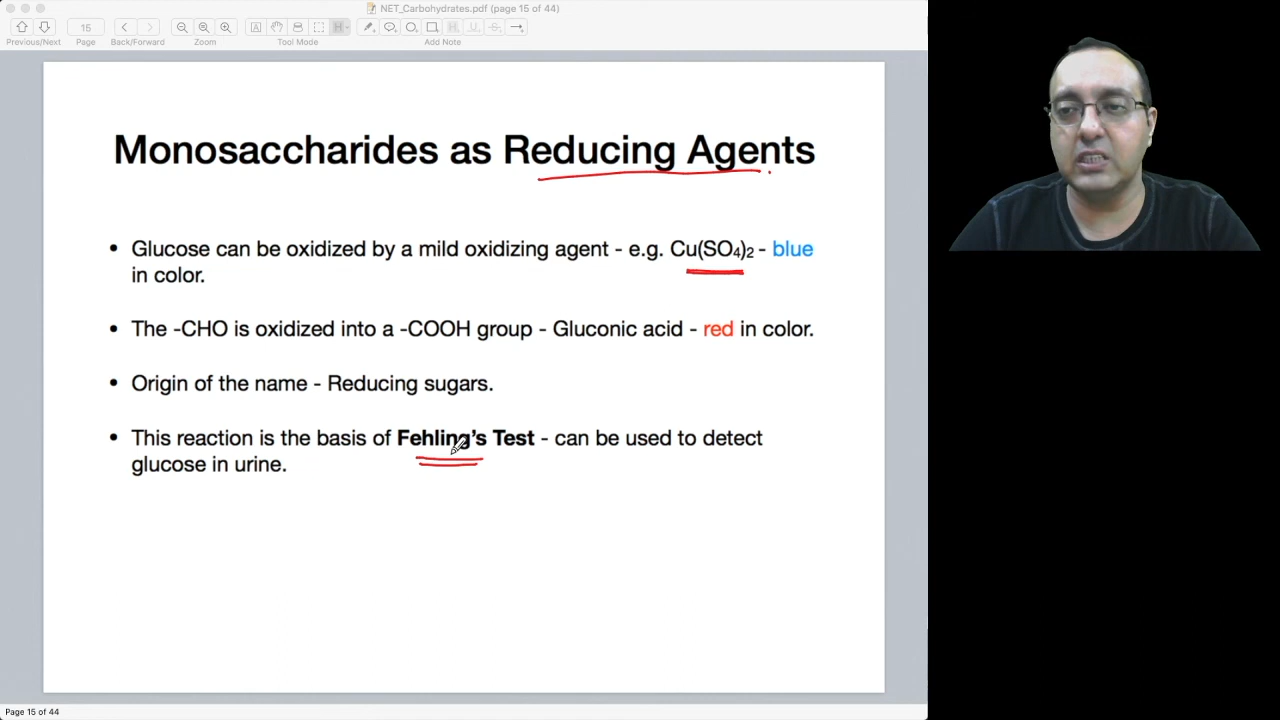 NET_Carbohydrates.pdf (page 15 of 44)
15
Previous/Next Page Back/Forward Zoom Tool Mode Add Note
Monosaccharides as Reducing Agents
• Glucose can be oxidized by a mild oxidizing agent - e.g. Cu(SO4)2 - blue
in color.
• The -CHO is oxidized into a -COOH group - Gluconic acid - red in color.
• Origin of the name - Reducing sugars.
• This reaction is the basis of Fehling's Test - can be used to detect
glucose in urine.
Page 15 of 44